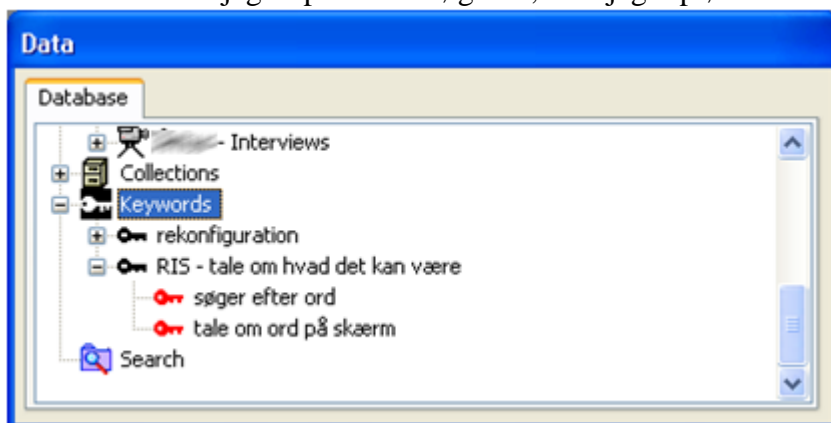 Data
Database
- Interviews
Collections
Keywords
rekonfiguration
RIS - tale om hvad det kan være
søger efter ord
tale om ord på skærm
Search